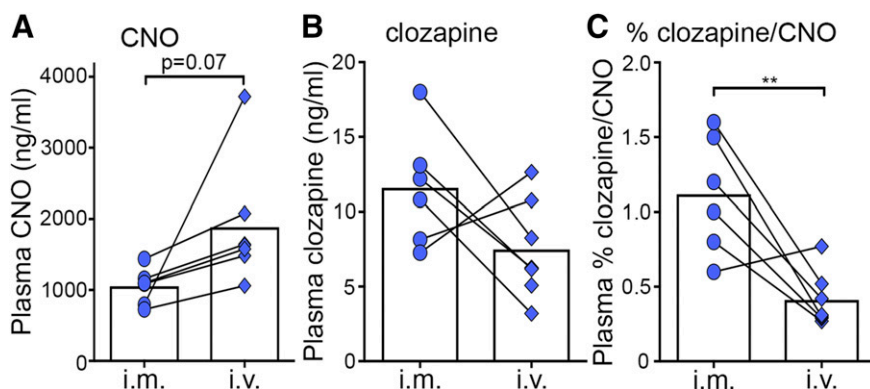 A CNO
p=0.07
Plasma CNO (ng/ml)
4000
3000
2000
1000
0
i.m. i.v.
B clozapine
Plasma clozapine (ng/ml)
20
15
10
5
0
i.m. i.v.
C % clozapine/CNO
**
Plasma % clozapine/CNO
2.0
1.5
1.0
0.5
0
i.m. i.v.